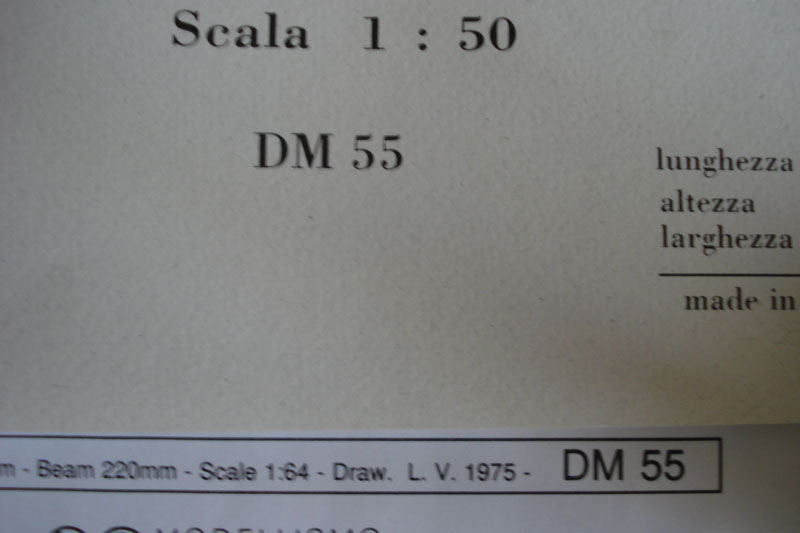 Scala 1 : 50
DM 55
lunghezza
altezza
larghezza
made in
m - Beam 220mm - Scale 1:64 - Draw. L. V. 1975 - DM 55